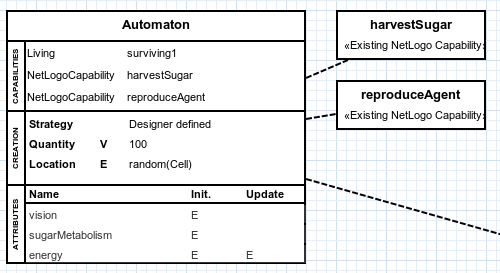 Automaton
CAPABILITIES
Living surviving1
NetLogoCapability harvestSugar
NetLogoCapability reproduceAgent
CREATION
Strategy Designer defined
Quantity V 100
Location E random(Cell)
ATTRIBUTES
Name Init. Update
vision E
sugarMetabolism E
energy E E
harvestSugar
«Existing NetLogo Capability»
reproduceAgent
«Existing NetLogo Capability»